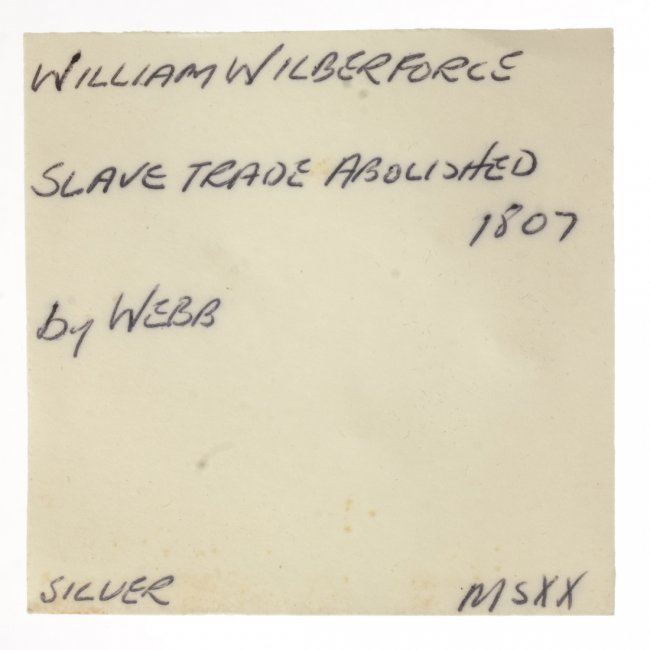 WILLIAM WILBERFORCE
SLAVE TRADE ABOLISHED
1807
by WEBB
SILVER MSXX